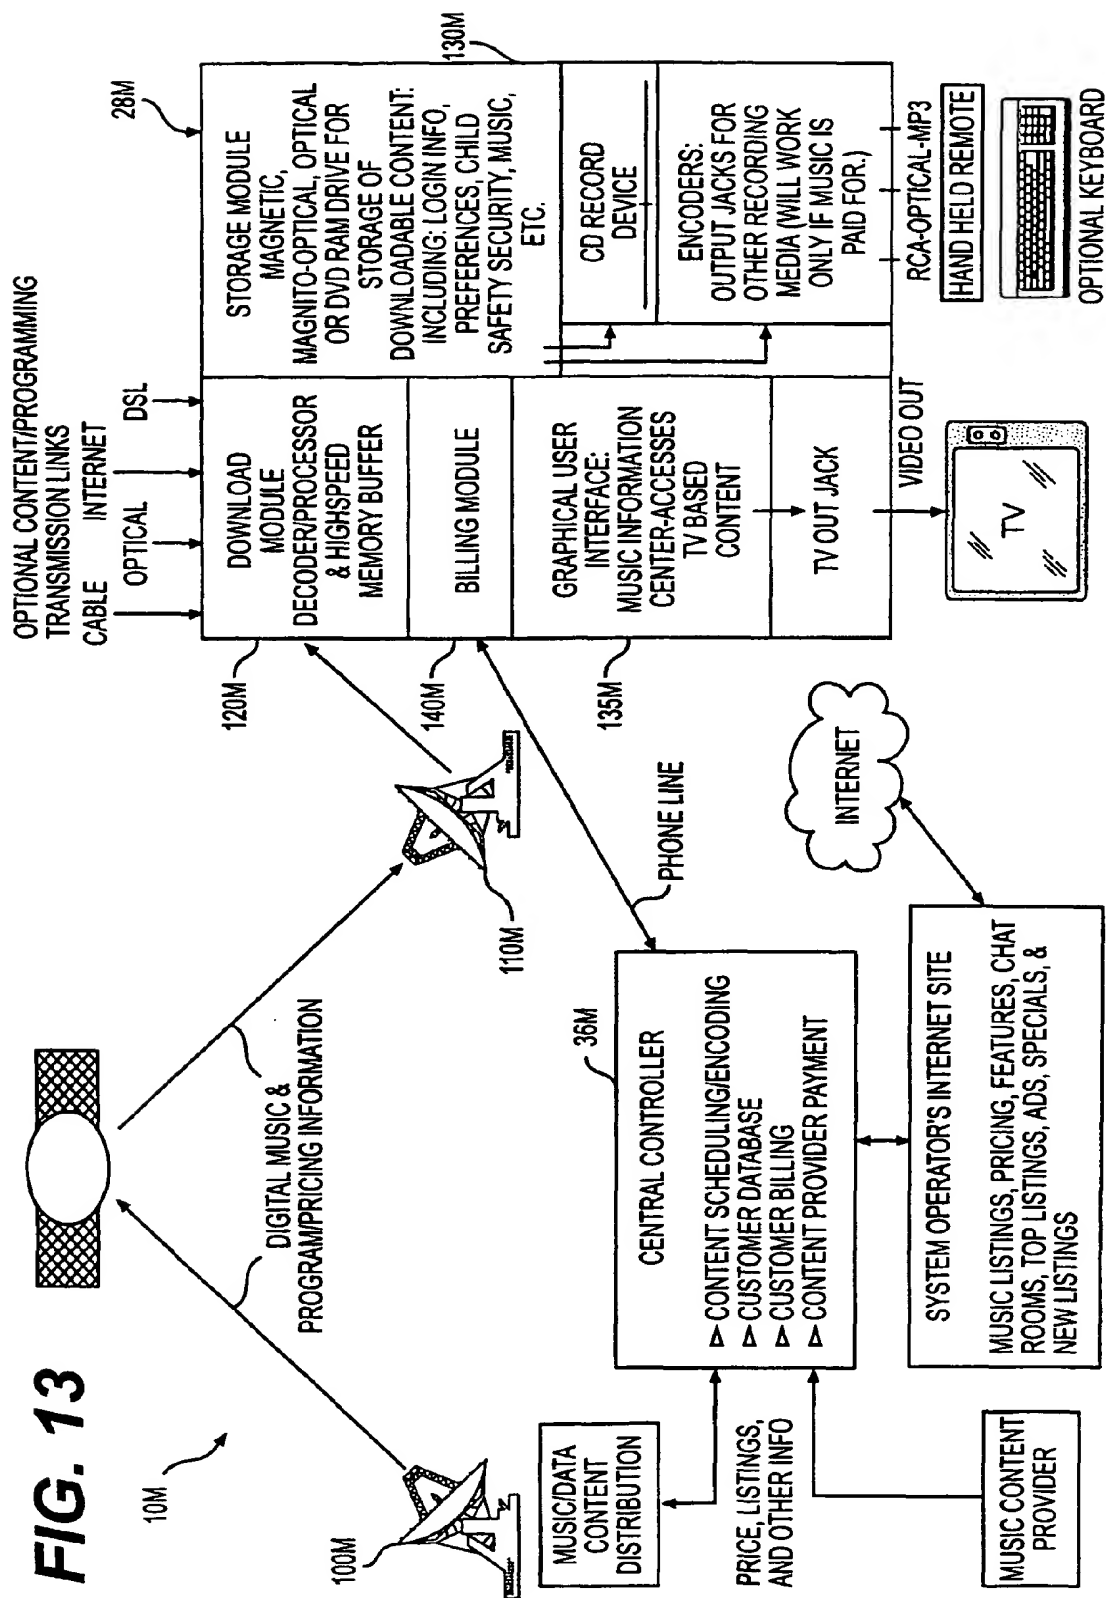 FIG. 13
10M
100M
DIGITAL MUSIC &
PROGRAM/PRICING INFORMATION
110M
OPTIONAL CONTENT/PROGRAMMING
TRANSMISSION LINKS
CABLE
INTERNET
OPTICAL
DSL
28M
120M
DOWNLOAD
MODULE
DECODER/PROCESSOR
& HIGHSPEED
MEMORY BUFFER
140M
BILLING MODULE
135M
GRAPHICAL USER
INTERFACE:
MUSIC INFORMATION
CENTER-ACCESSES
TV BASED
CONTENT
TV OUT JACK
VIDEO OUT
TV
130M
STORAGE MODULE
MAGNETIC,
MAGNITO-OPTICAL, OPTICAL
OR DVD RAM DRIVE FOR
STORAGE OF
DOWNLOADABLE CONTENT:
INCLUDING: LOGIN INFO,
PREFERENCES, CHILD
SAFETY SECURITY, MUSIC,
ETC.
CD RECORD
DEVICE
ENCODERS:
OUTPUT JACKS FOR
OTHER RECORDING
MEDIA (WILL WORK
ONLY IF MUSIC IS
PAID FOR.)
RCA-OPTICAL-MP3
HAND HELD REMOTE
OPTIONAL KEYBOARD
MUSIC/DATA
CONTENT
DISTRIBUTION
PRICE, LISTINGS,
AND OTHER INFO
MUSIC CONTENT
PROVIDER
36M
CENTRAL CONTROLLER
▷ CONTENT SCHEDULING/ENCODING
▷ CUSTOMER DATABASE
▷ CUSTOMER BILLING
▷ CONTENT PROVIDER PAYMENT
PHONE LINE
SYSTEM OPERATOR'S INTERNET SITE
MUSIC LISTINGS, PRICING, FEATURES, CHAT
ROOMS, TOP LISTINGS, ADS, SPECIALS, &
NEW LISTINGS
INTERNET